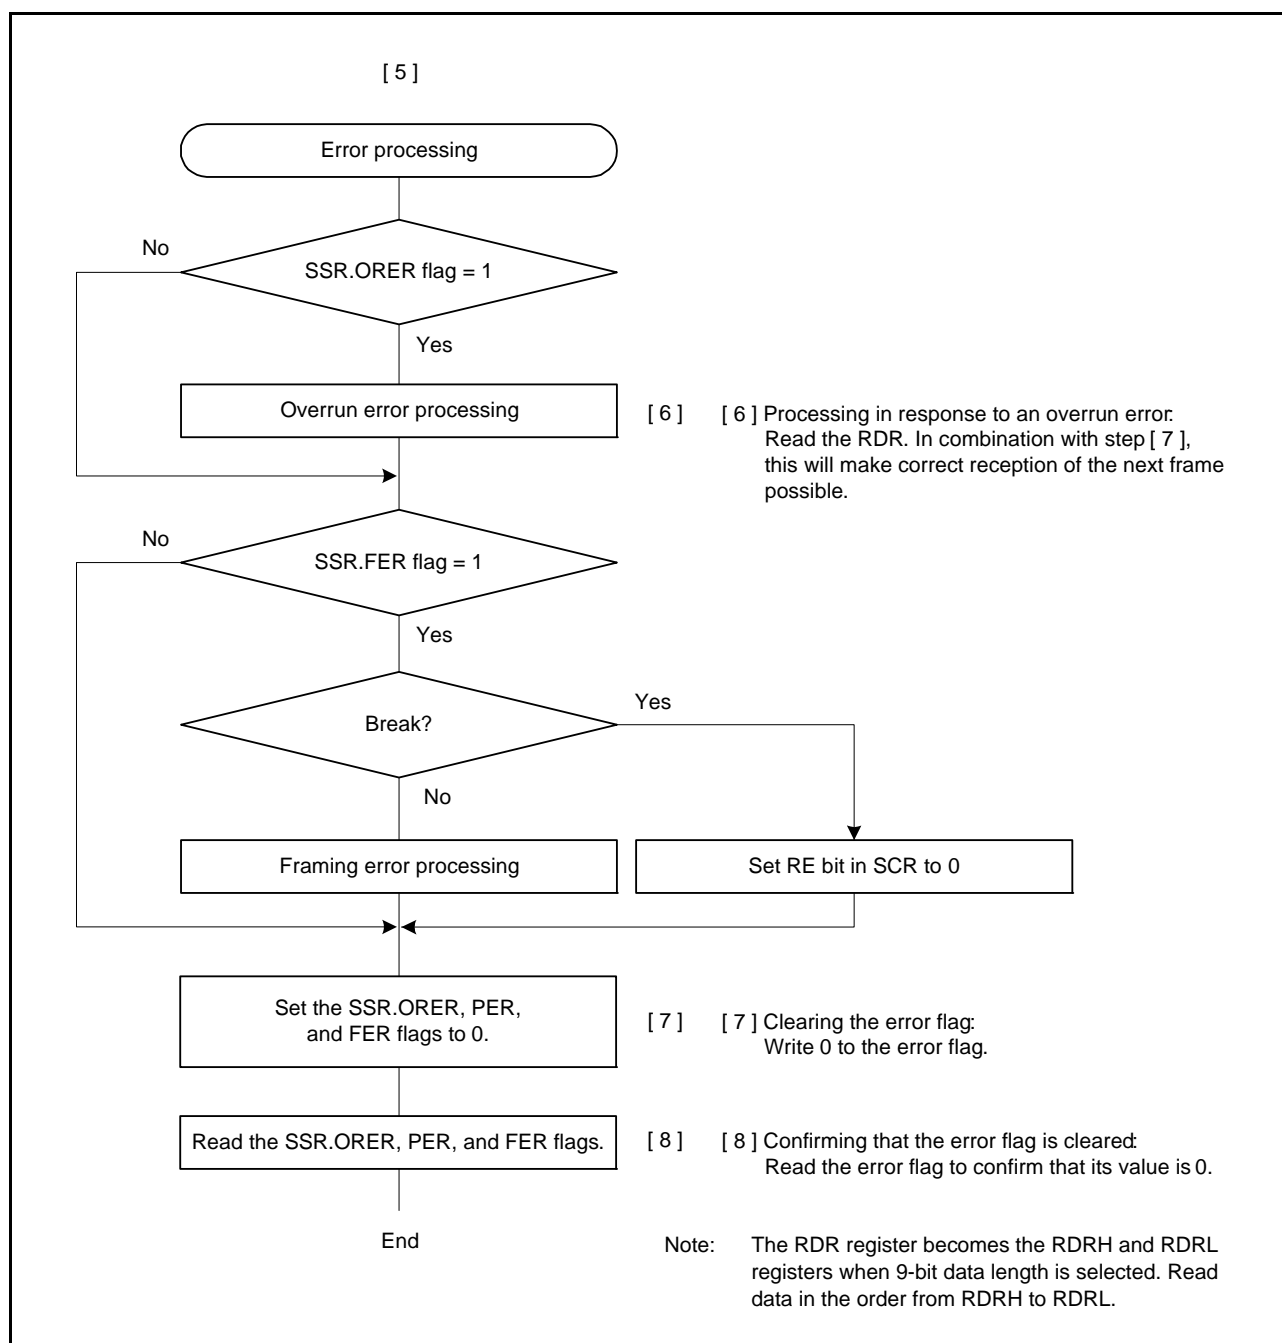 [ 5 ]
Error processing
No
SSR.ORER flag = 1
Yes
Overrun error processing
[ 6 ]
[ 6 ] Processing in response to an overrun error:
Read the RDR. In combination with step [ 7 ],
this will make correct reception of the next frame
possible.
No
SSR.FER flag = 1
Yes
Break?
Yes
No
Framing error processing
Set RE bit in SCR to 0
Set the SSR.ORER, PER,
and FER flags to 0.
[ 7 ]
[ 7 ] Clearing the error flag:
Write 0 to the error flag.
Read the SSR.ORER, PER, and FER flags.
[ 8 ]
[ 8 ] Confirming that the error flag is cleared:
Read the error flag to confirm that its value is 0.
End
Note: The RDR register becomes the RDRH and RDRL
registers when 9-bit data length is selected. Read
data in the order from RDRH to RDRL.